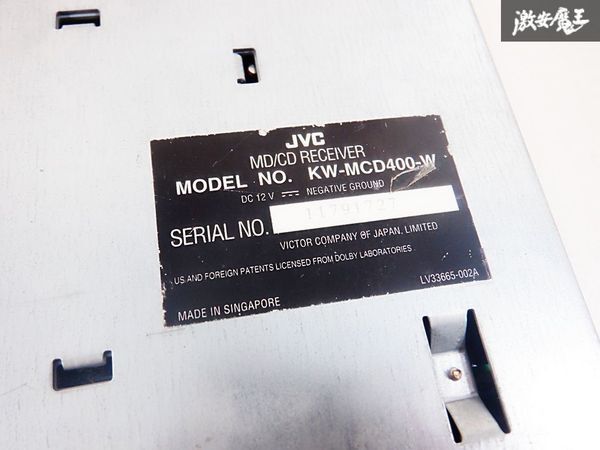 激安魔王
JVC
MD/CD RECEIVER
MODEL NO. KW-MCD400-W
DC 12 V NEGATIVE GROUND
SERIAL NO. 11791727
VICTOR COMPANY OF JAPAN, LIMITED
US AND FOREIGN PATENTS LICENSED FROM DOLBY LABORATORIES.
LV33665-002A
MADE IN SINGAPORE